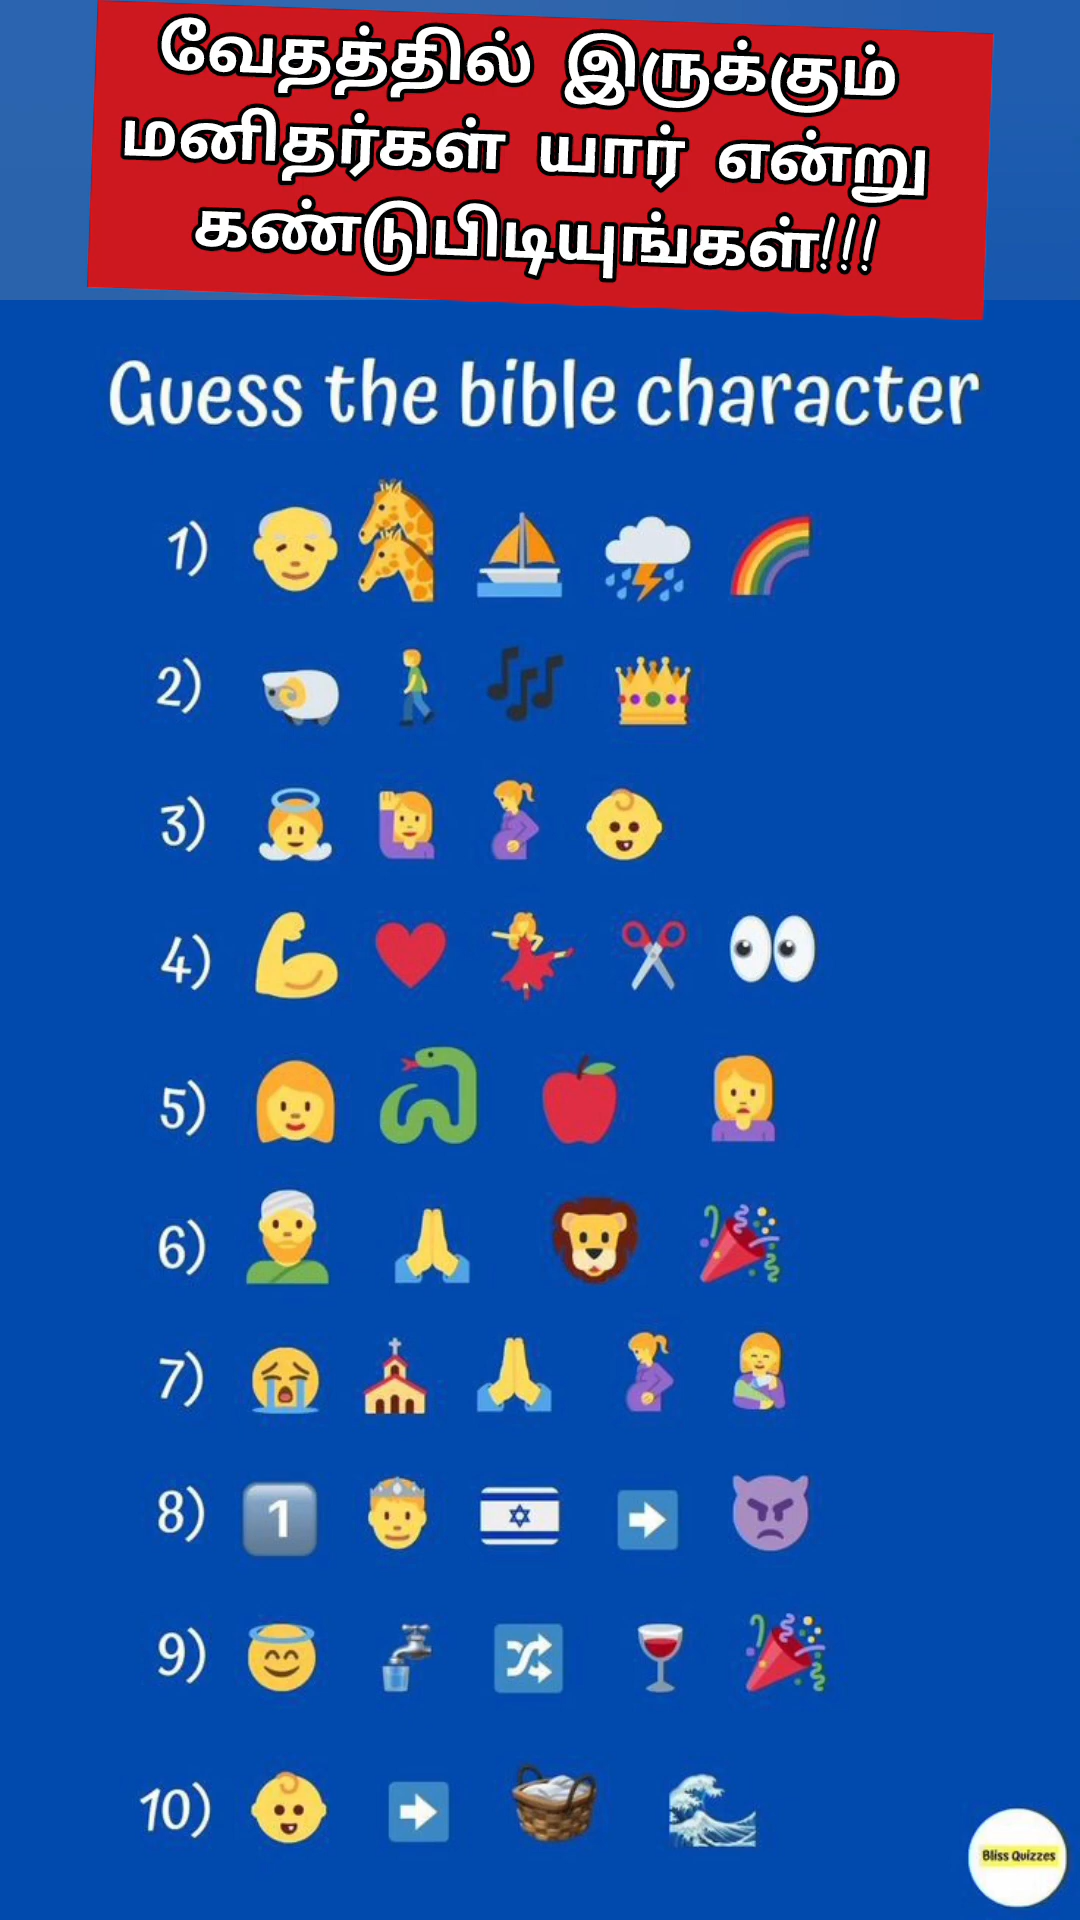 வேதத்தில் இருக்கும்
மனிதர்கள் யார் என்று
கண்டுபிடியுங்கள்!!!
Guess the bible character
1)
2)
3)
4)
5)
6)
7)
8) 1
9)
10)
Bliss Quizzes